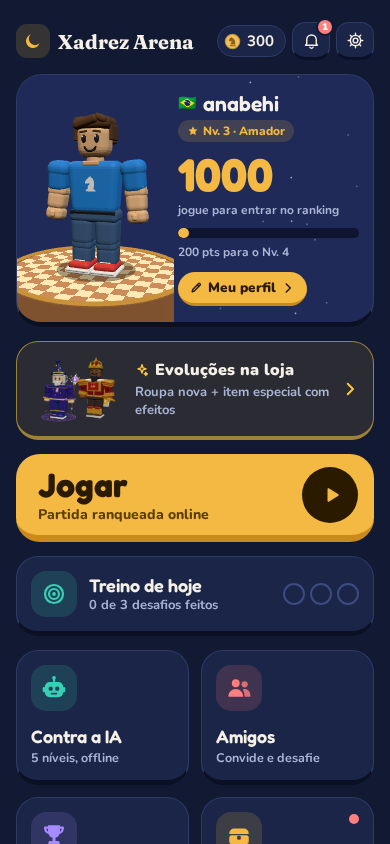 Xadrez Arena
300
1
anabehi
Nv. 3 · Amador
1000
jogue para entrar no ranking
200 pts para o Nv. 4
Meu perfil
Evoluções na loja
Roupa nova + item especial com
efeitos
Jogar
Partida ranqueada online
Treino de hoje
0 de 3 desafios feitos
Contra a IA
5 níveis, offline
Amigos
Convide e desafie